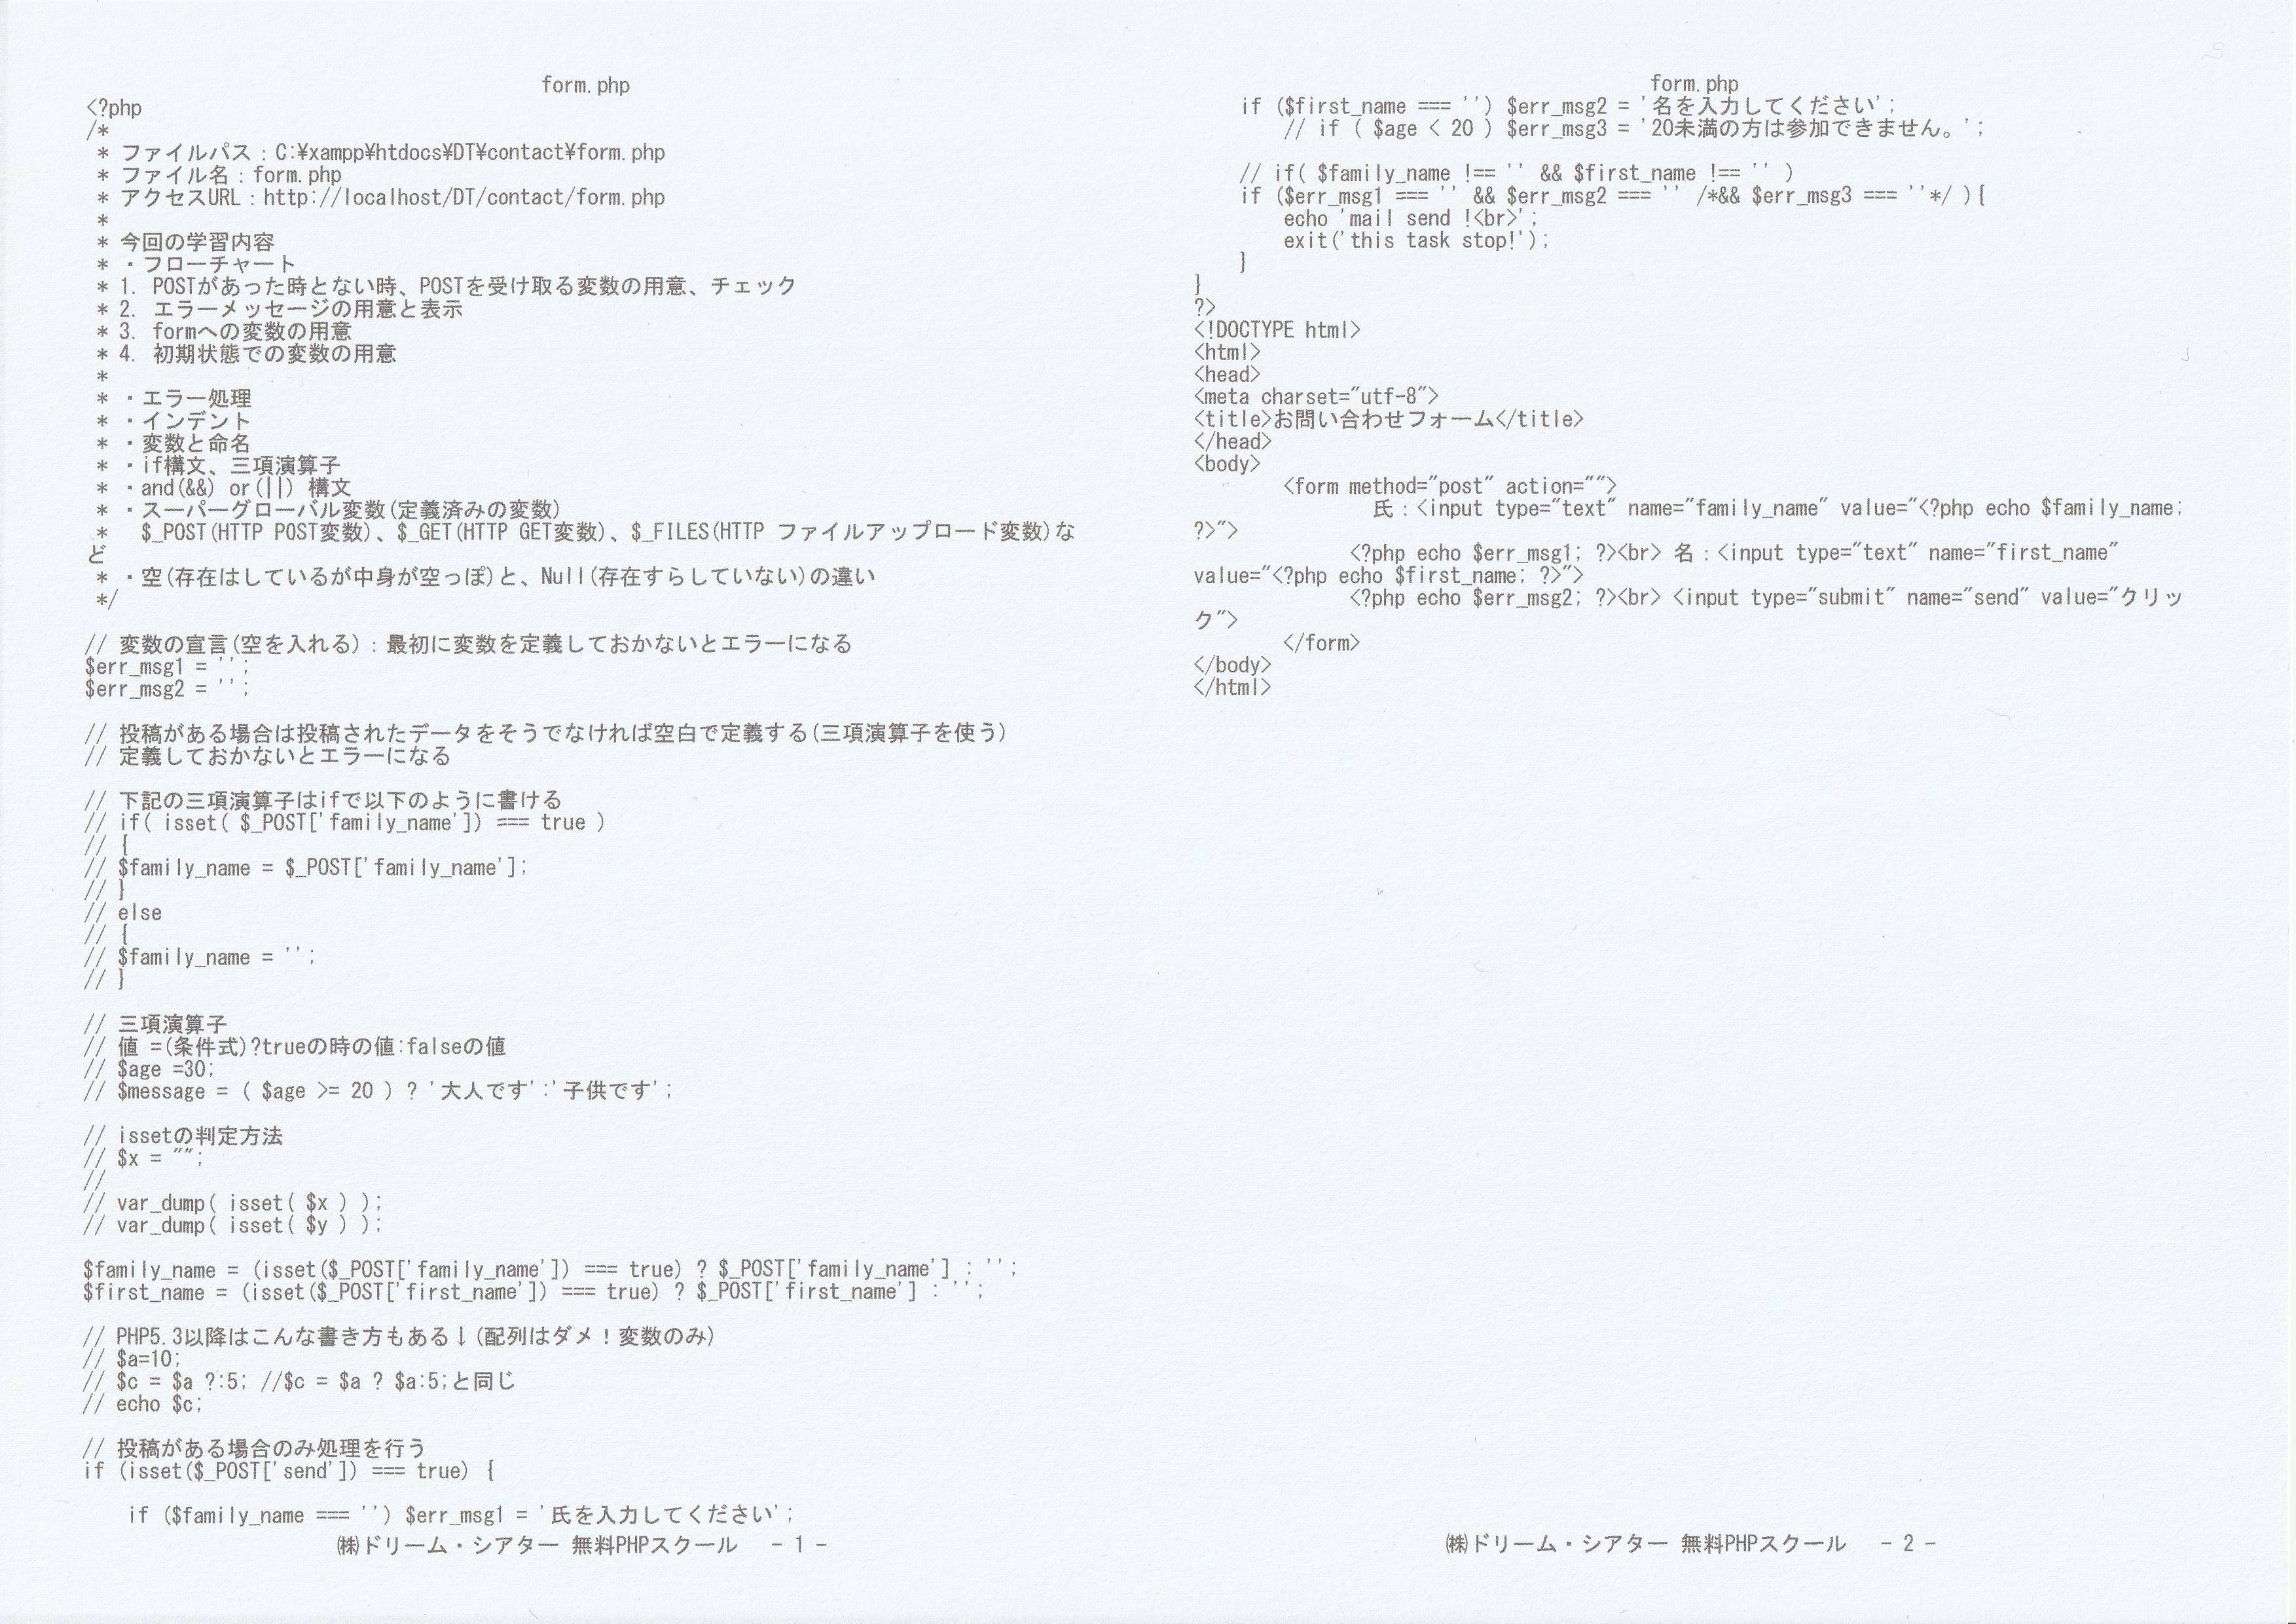 form.php
<?php
/*
 * ファイルパス：C:¥xampp¥htdocs¥DT¥contact¥form.php
 * ファイル名：form.php
 * アクセスURL：http://localhost/DT/contact/form.php
 *
 * 今回の学習内容
 * ・フローチャート
 * 1. POSTがあった時とない時、POSTを受け取る変数の用意、チェック
 * 2. エラーメッセージの用意と表示
 * 3. formへの変数の用意
 * 4. 初期状態での変数の用意
 *
 * ・エラー処理
 * ・インデント
 * ・変数と命名
 * ・if構文、三項演算子
 * ・and(&&) or(||) 構文
 * ・スーパーグローバル変数(定義済みの変数)
 *   $_POST(HTTP POST変数)、$_GET(HTTP GET変数)、$_FILES(HTTP ファイルアップロード変数)な
ど
 * ・空(存在はしているが中身が空っぽ)と、Null(存在すらしていない)の違い
 */

// 変数の宣言(空を入れる)：最初に変数を定義しておかないとエラーになる
$err_msg1 = '';
$err_msg2 = '';

// 投稿がある場合は投稿されたデータをそうでなければ空白で定義する(三項演算子を使う)
// 定義しておかないとエラーになる

// 下記の三項演算子はifで以下のように書ける
// if( isset( $_POST['family_name']) === true )
// {
// $family_name = $_POST['family_name'];
// }
// else
// {
// $family_name = '';
// }

// 三項演算子
// 値 =(条件式)?trueの時の値:falseの値
// $age =30;
// $message = ( $age >= 20 ) ? '大人です':'子供です';

// issetの判定方法
// $x = "";
//
// var_dump( isset( $x ) );
// var_dump( isset( $y ) );

$family_name = (isset($_POST['family_name']) === true) ? $_POST['family_name'] : '';
$first_name = (isset($_POST['first_name']) === true) ? $_POST['first_name'] : '';

// PHP5.3以降はこんな書き方もある↓(配列はダメ！変数のみ)
// $a=10;
// $c = $a ?:5; //$c = $a ? $a:5;と同じ
// echo $c;

// 投稿がある場合のみ処理を行う
if (isset($_POST['send']) === true) {

    if ($family_name === '') $err_msg1 = '氏を入力してください';
㈱ドリーム・シアター 無料PHPスクール　- 1 -
form.php
    if ($first_name === '') $err_msg2 = '名を入力してください';
        // if ( $age < 20 ) $err_msg3 = '20未満の方は参加できません。';

    // if( $family_name !== '' && $first_name !== '' )
    if ($err_msg1 === '' && $err_msg2 === '' /*&& $err_msg3 === ''*/ ){
        echo 'mail send !<br>';
        exit('this task stop!');
    }
}
?>
<!DOCTYPE html>
<html>
<head>
<meta charset="utf-8">
<title>お問い合わせフォーム</title>
</head>
<body>
        <form method="post" action="">
                氏：<input type="text" name="family_name" value="<?php echo $family_name;
?>">
              <?php echo $err_msg1; ?><br> 名：<input type="text" name="first_name"
value="<?php echo $first_name; ?>">
              <?php echo $err_msg2; ?><br> <input type="submit" name="send" value="クリッ
ク">
        </form>
</body>
</html>
㈱ドリーム・シアター 無料PHPスクール　- 2 -